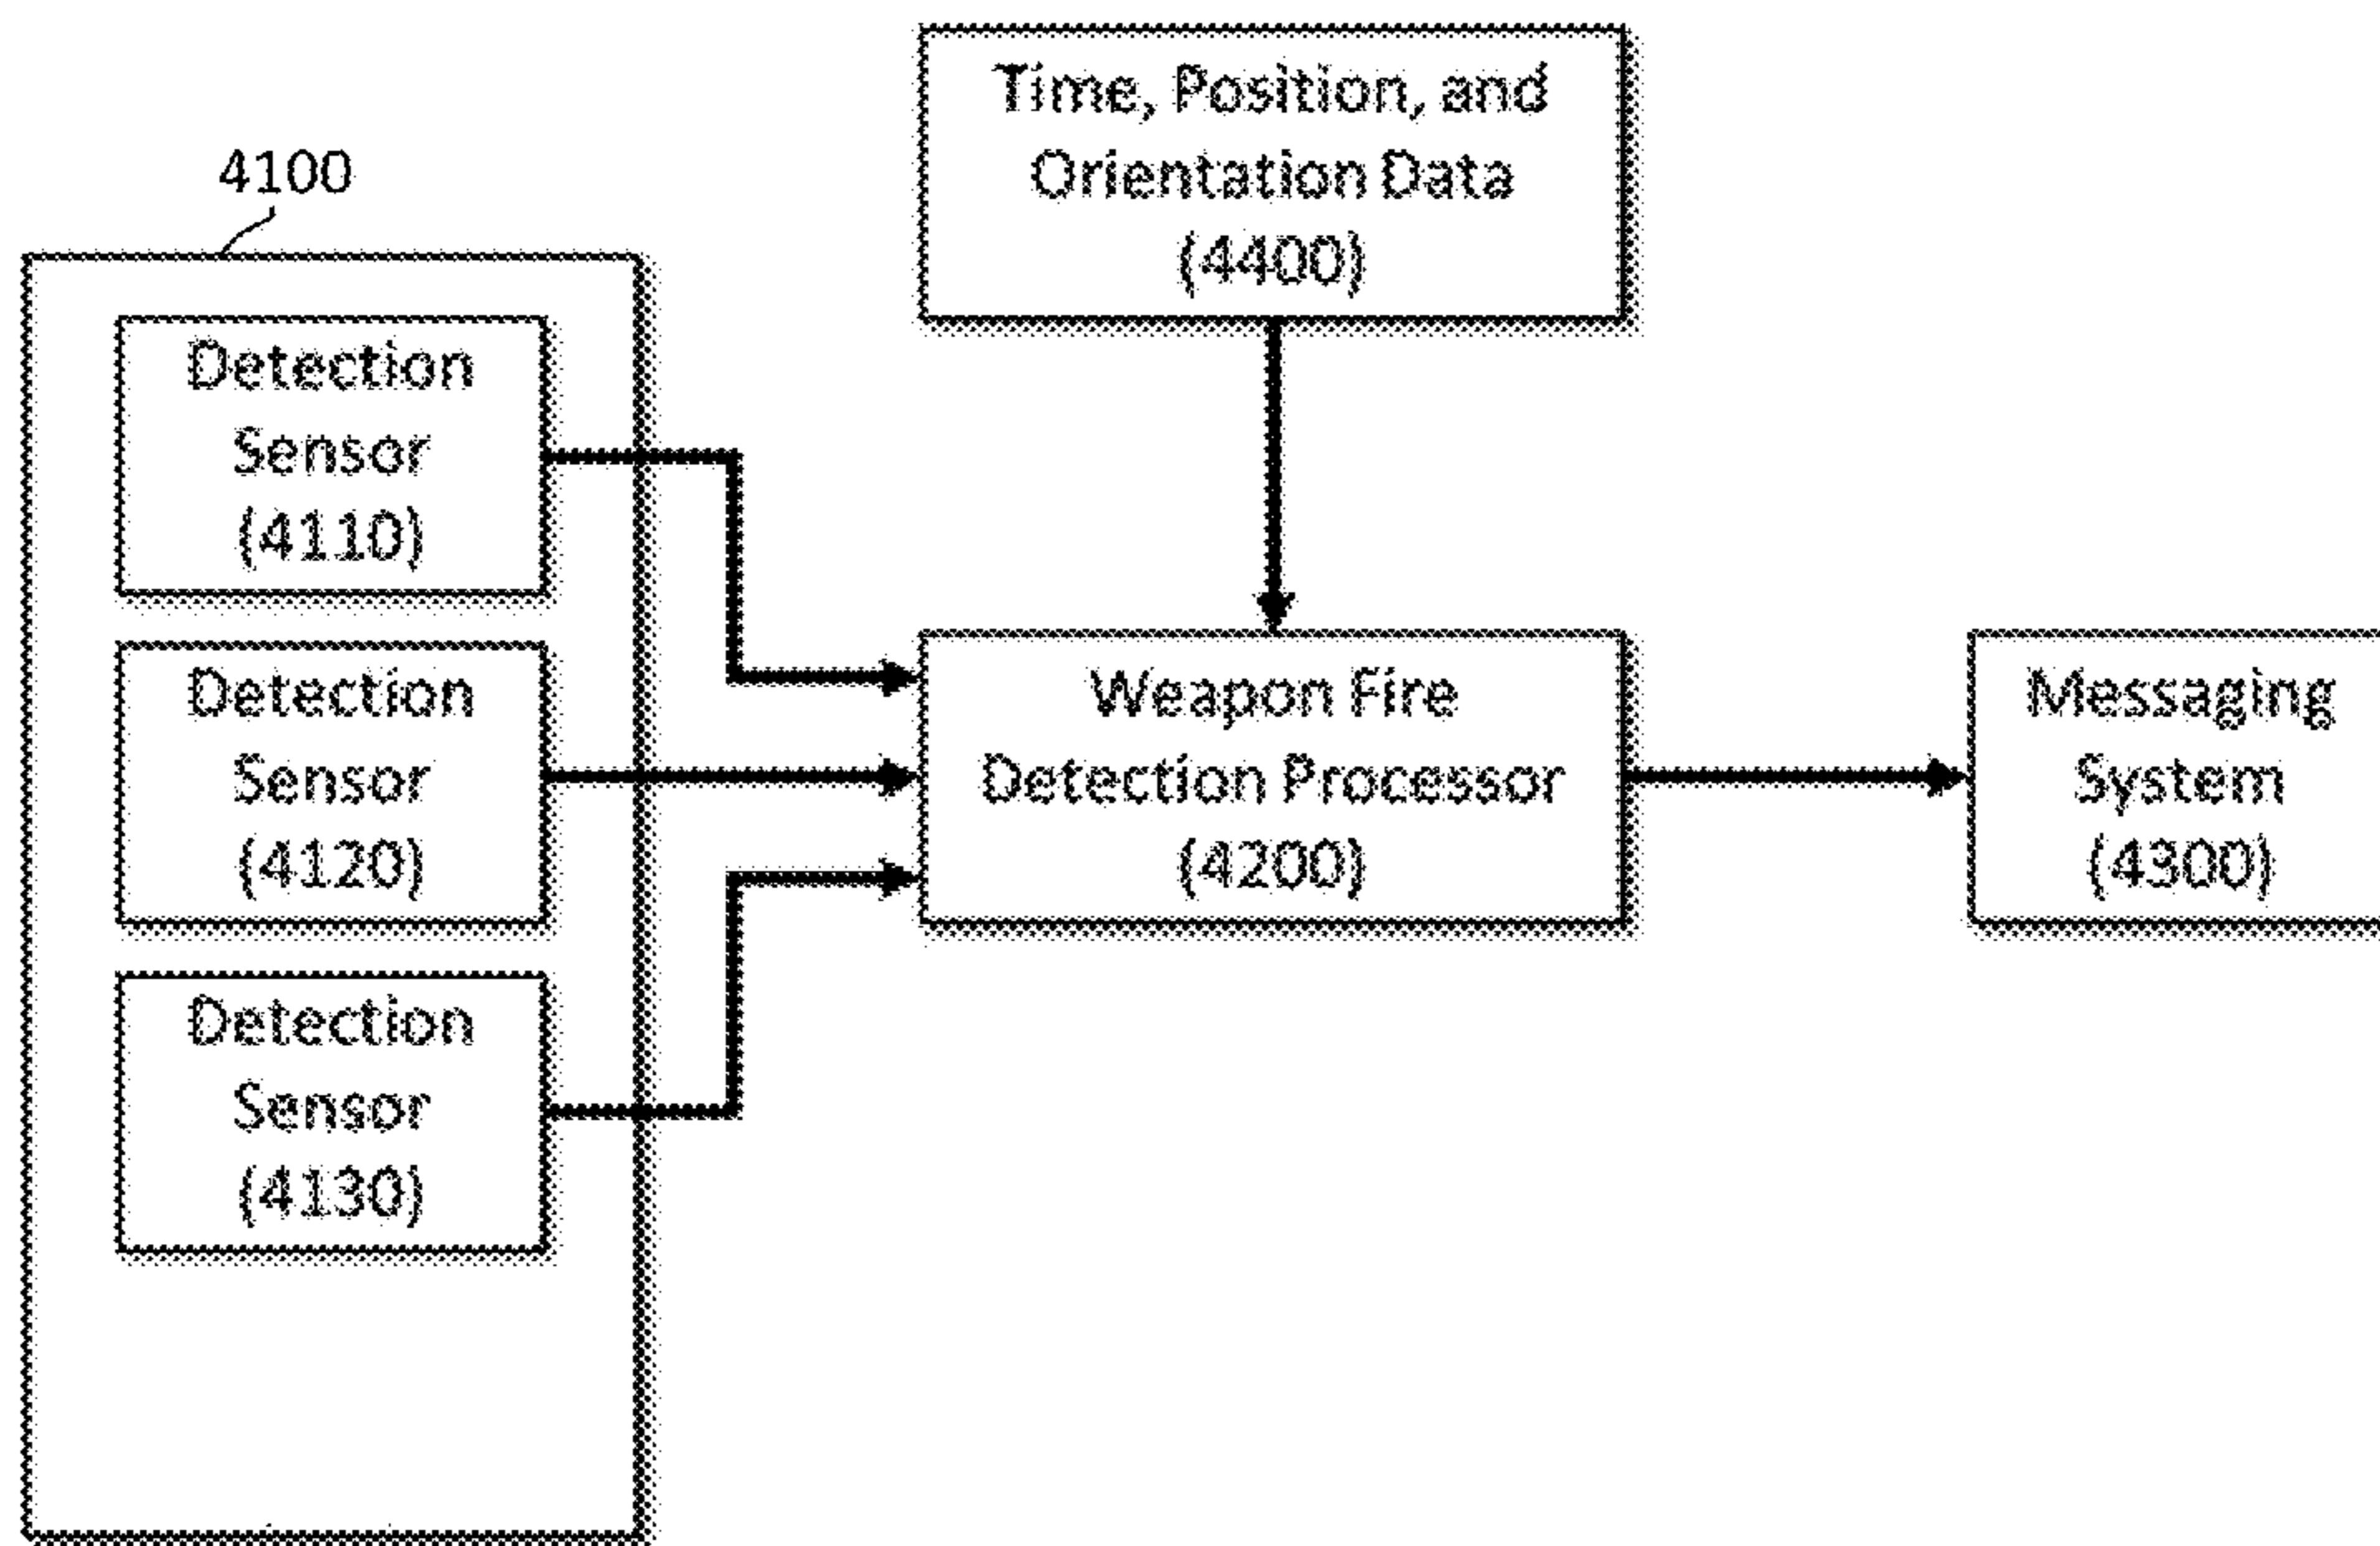 4100
Detection
Sensor
(4110)
Detection
Sensor
(4120)
Detection
Sensor
(4130)
Time, Position, and
Orientation Data
(4400)
Weapon Fire
Detection Processor
(4200)
Messaging
System
(4300)